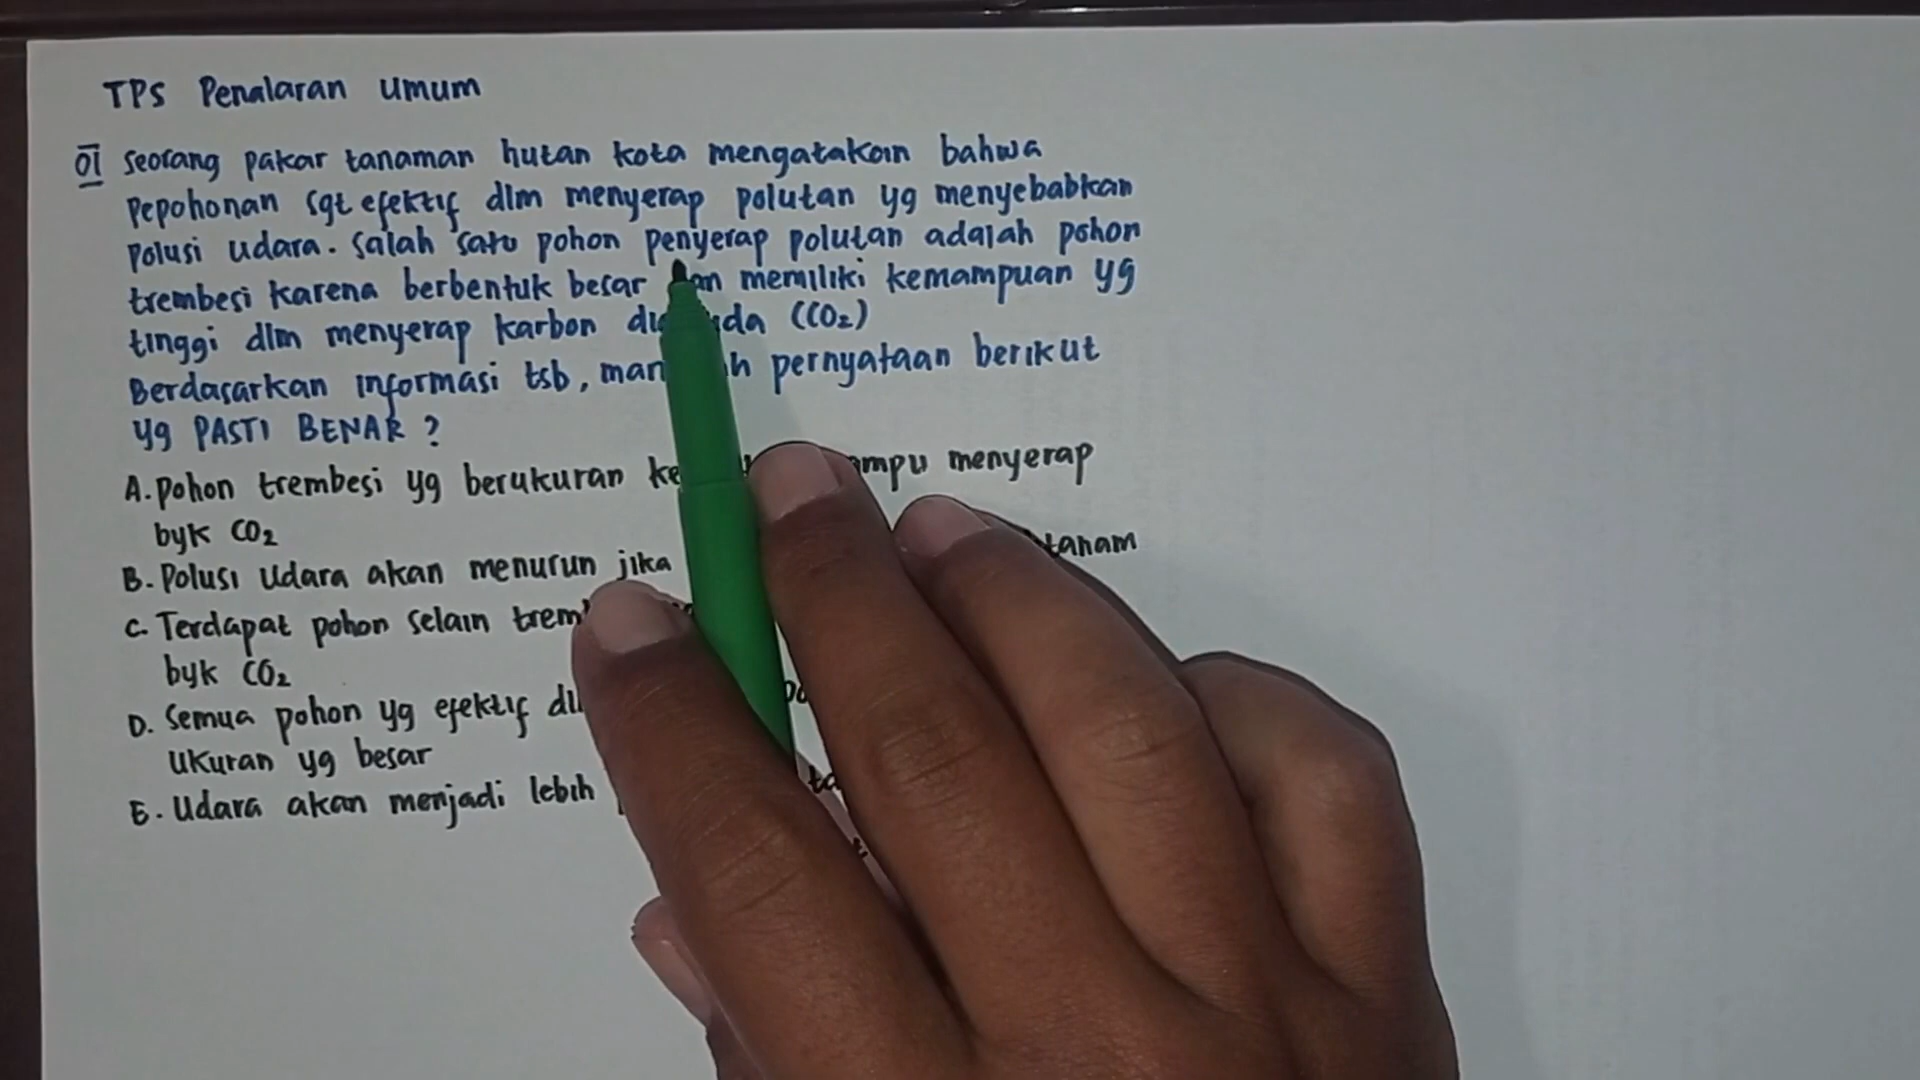 TPS Penalaran Umum
01 Seorang pakar tanaman hutan kota mengatakan bahwa
Pepohonan sgt efektif dlm menyerap polutan yg menyebabkan
Polusi udara. Salah satu pohon penyerap polutan adalah pohon
trembesi karena berbentuk besar memiliki kemampuan yg
tinggi dlm menyerap karbon (CO₂)
Berdasarkan informasi tsb, pernyataan berikut
yg PASTI BENAR ?
A. Pohon trembesi yg berukuran menyerap
byk CO₂
B. Polusi udara akan menurun jika
C. Terdapat pohon selain
byk CO₂
D. Semua pohon yg efektif
Ukuran yg besar
E. Udara akan menjadi lebih